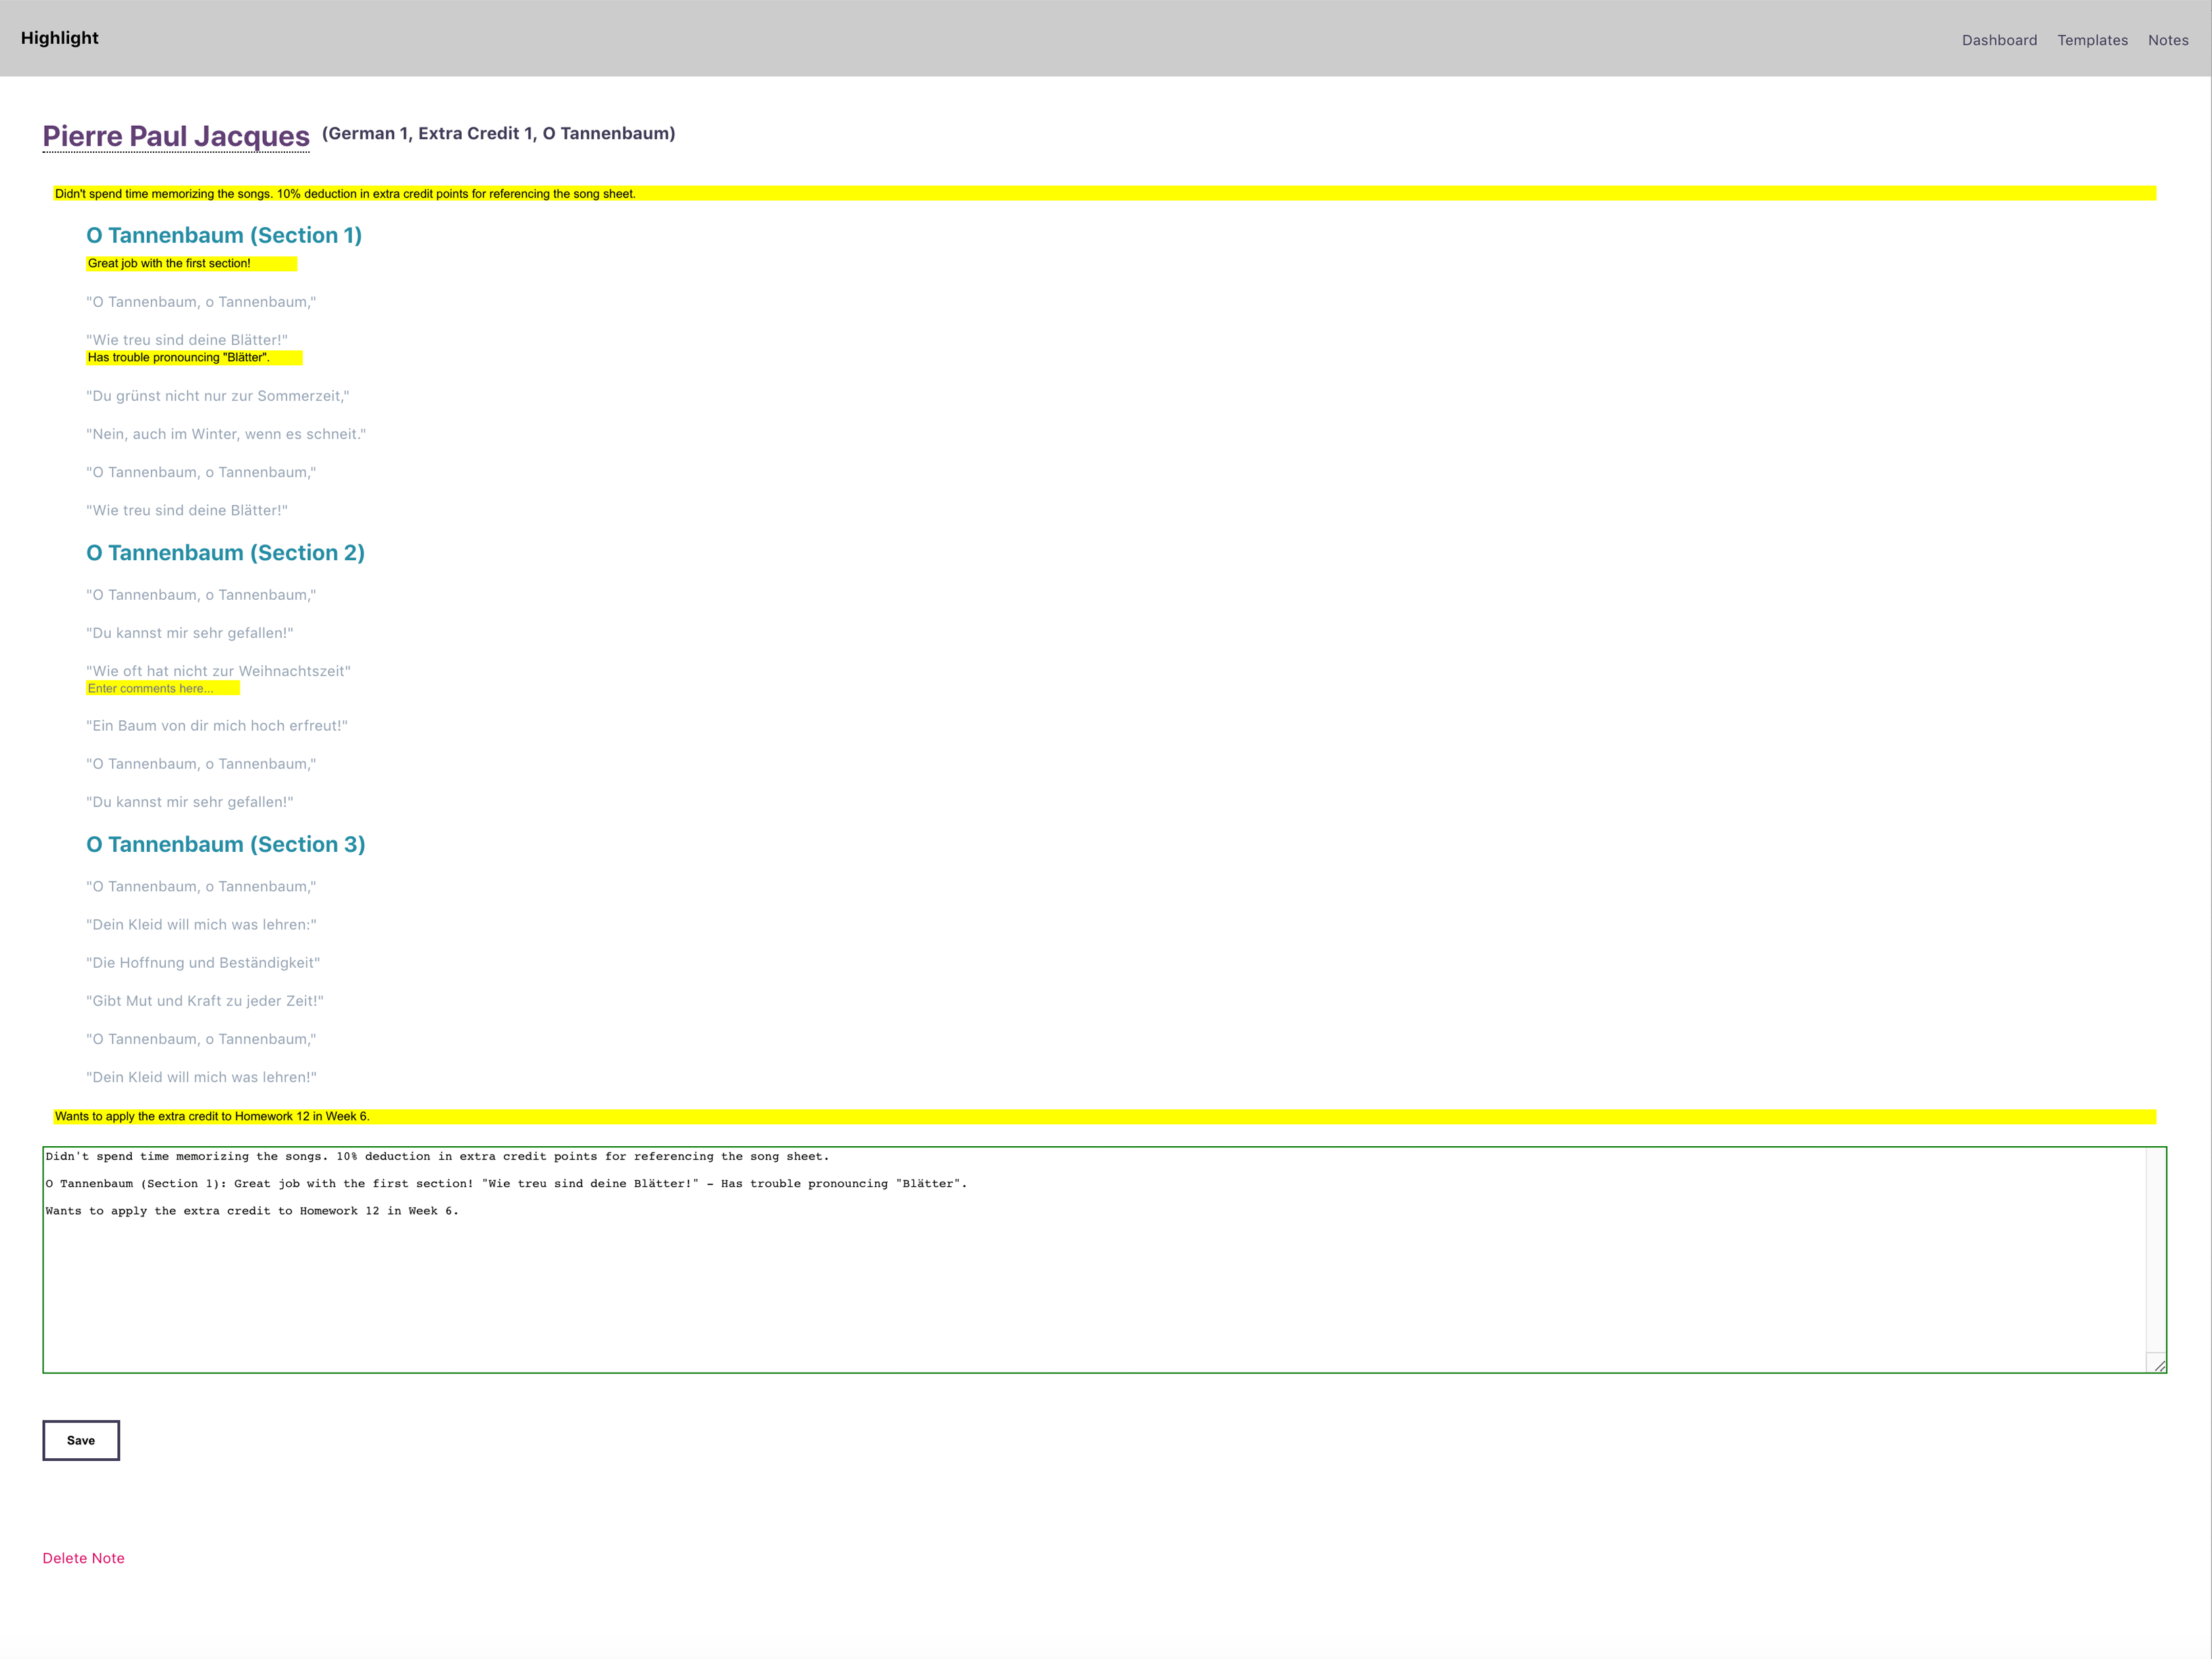 Highlight
Dashboard Templates Notes
Pierre Paul Jacques (German 1, Extra Credit 1, O Tannenbaum)
Didn't spend time memorizing the songs. 10% deduction in extra credit points for referencing the song sheet.
O Tannenbaum (Section 1)
Great job with the first section!
"O Tannenbaum, o Tannenbaum,"
"Wie treu sind deine Blätter!"
Has trouble pronouncing "Blätter".
"Du grünst nicht nur zur Sommerzeit,"
"Nein, auch im Winter, wenn es schneit."
"O Tannenbaum, o Tannenbaum,"
"Wie treu sind deine Blätter!"
O Tannenbaum (Section 2)
"O Tannenbaum, o Tannenbaum,"
"Du kannst mir sehr gefallen!"
"Wie oft hat nicht zur Weihnachtszeit"
Enter comments here...
"Ein Baum von dir mich hoch erfreut!"
"O Tannenbaum, o Tannenbaum,"
"Du kannst mir sehr gefallen!"
O Tannenbaum (Section 3)
"O Tannenbaum, o Tannenbaum,"
"Dein Kleid will mich was lehren:"
"Die Hoffnung und Beständigkeit"
"Gibt Mut und Kraft zu jeder Zeit!"
"O Tannenbaum, o Tannenbaum,"
"Dein Kleid will mich was lehren!"
Wants to apply the extra credit to Homework 12 in Week 6.
Didn't spend time memorizing the songs. 10% deduction in extra credit points for referencing the song sheet.
O Tannenbaum (Section 1): Great job with the first section! "Wie treu sind deine Blätter!" - Has trouble pronouncing "Blätter".
Wants to apply the extra credit to Homework 12 in Week 6.
Save
Delete Note